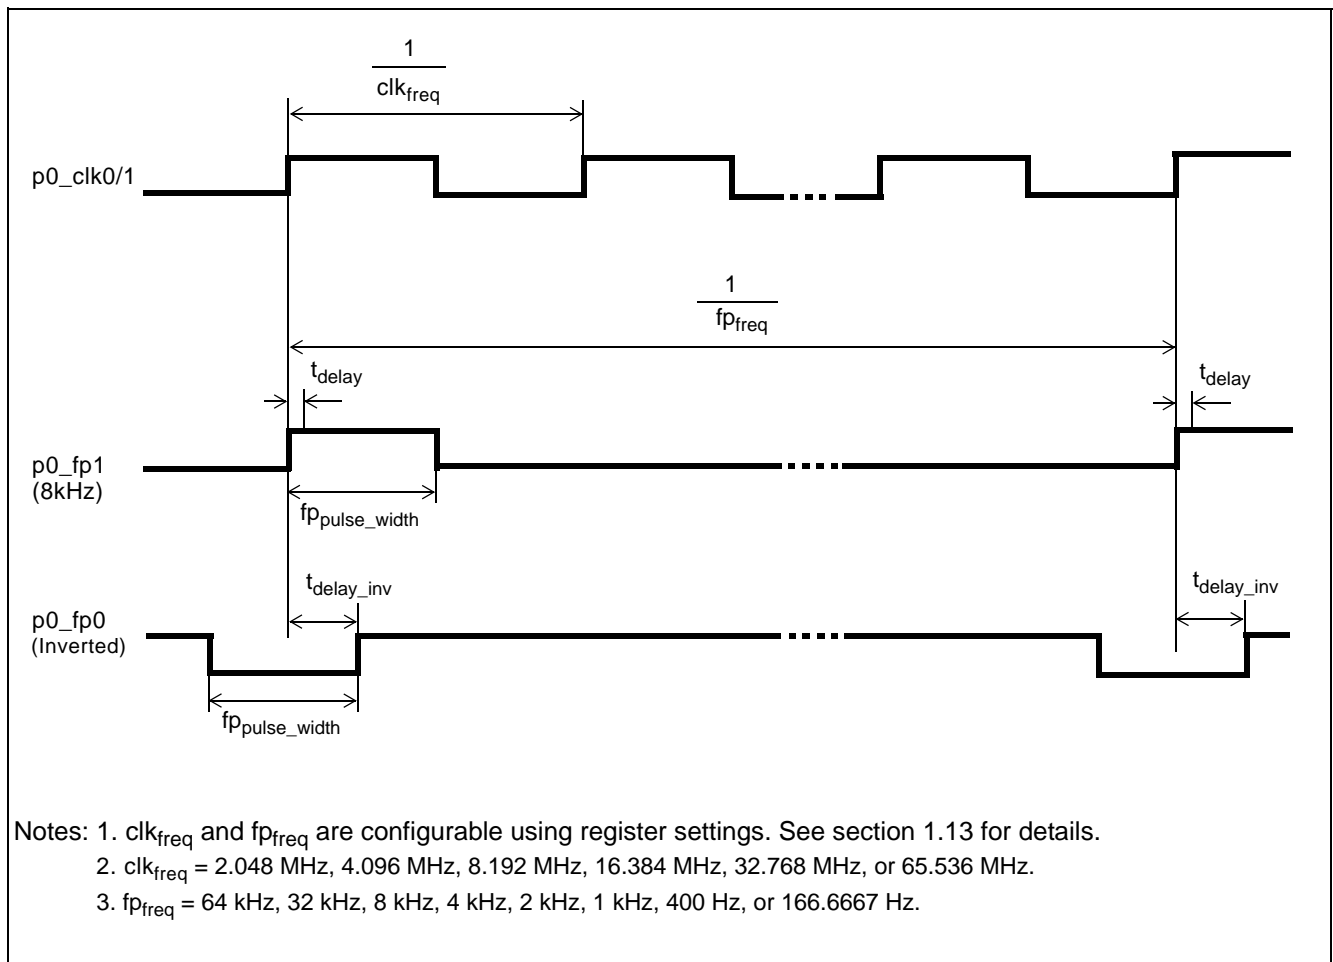 1
clkfreq
p0_clk0/1
1
fpfreq
tdelay
tdelay
p0_fp1
(8kHz)
fppulse_width
tdelay_inv
tdelay_inv
p0_fp0
(Inverted)
fppulse_width
Notes: 1. clkfreq and fpfreq are configurable using register settings. See section 1.13 for details.
2. clkfreq = 2.048 MHz, 4.096 MHz, 8.192 MHz, 16.384 MHz, 32.768 MHz, or 65.536 MHz.
3. fpfreq = 64 kHz, 32 kHz, 8 kHz, 4 kHz, 2 kHz, 1 kHz, 400 Hz, or 166.6667 Hz.